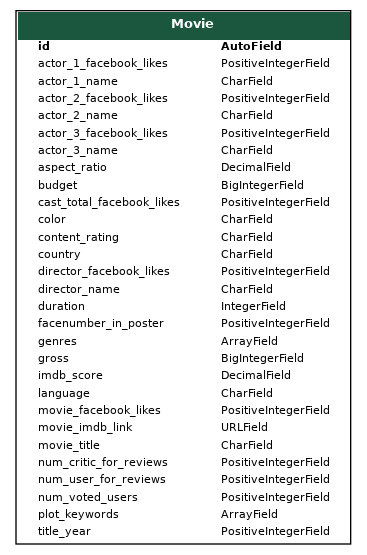 Movie
id AutoField
actor_1_facebook_likes PositiveIntegerField
actor_1_name CharField
actor_2_facebook_likes PositiveIntegerField
actor_2_name CharField
actor_3_facebook_likes PositiveIntegerField
actor_3_name CharField
aspect_ratio DecimalField
budget BigIntegerField
cast_total_facebook_likes PositiveIntegerField
color CharField
content_rating CharField
country CharField
director_facebook_likes PositiveIntegerField
director_name CharField
duration IntegerField
facenumber_in_poster PositiveIntegerField
genres ArrayField
gross BigIntegerField
imdb_score DecimalField
language CharField
movie_facebook_likes PositiveIntegerField
movie_imdb_link URLField
movie_title CharField
num_critic_for_reviews PositiveIntegerField
num_user_for_reviews PositiveIntegerField
num_voted_users PositiveIntegerField
plot_keywords ArrayField
title_year PositiveIntegerField